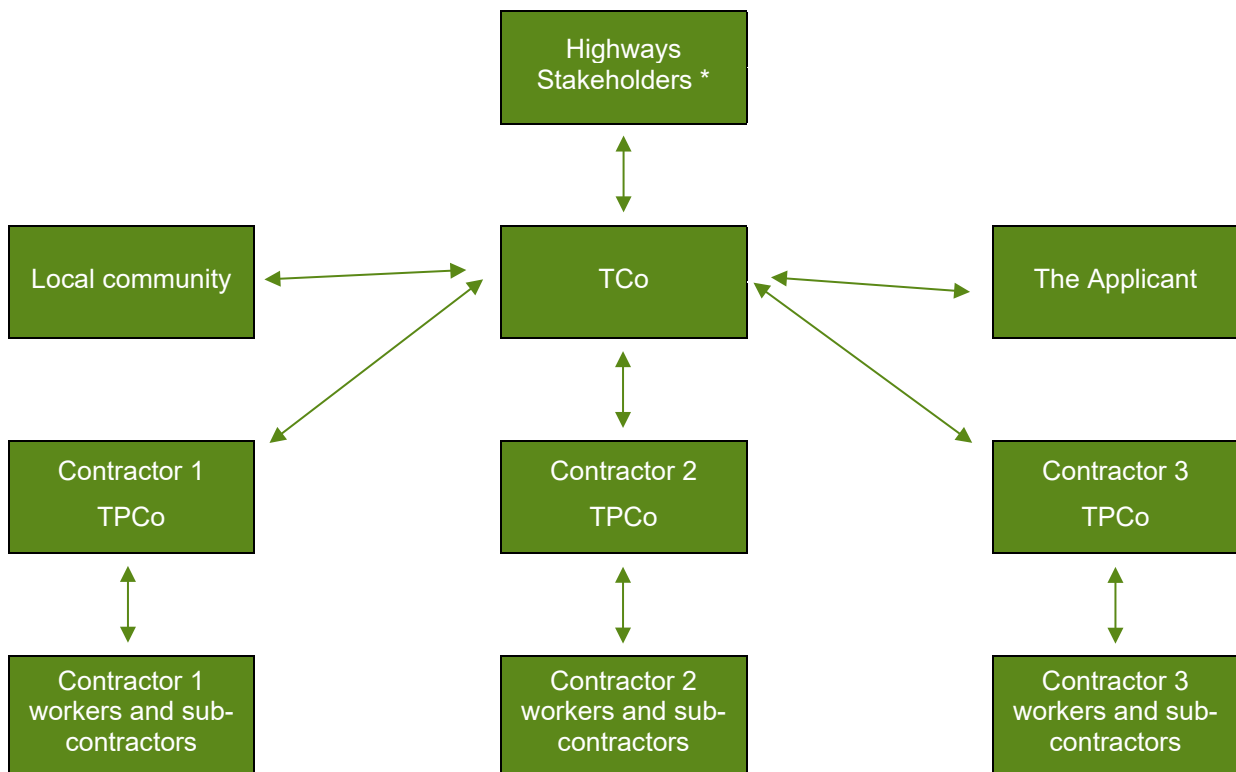 Highways
Stakeholders *
Local community
TCo
The Applicant
Contractor 1
TPCo
Contractor 2
TPCo
Contractor 3
TPCo
Contractor 1
workers and sub-
contractors
Contractor 2
workers and sub-
contractors
Contractor 3
workers and sub-
contractors